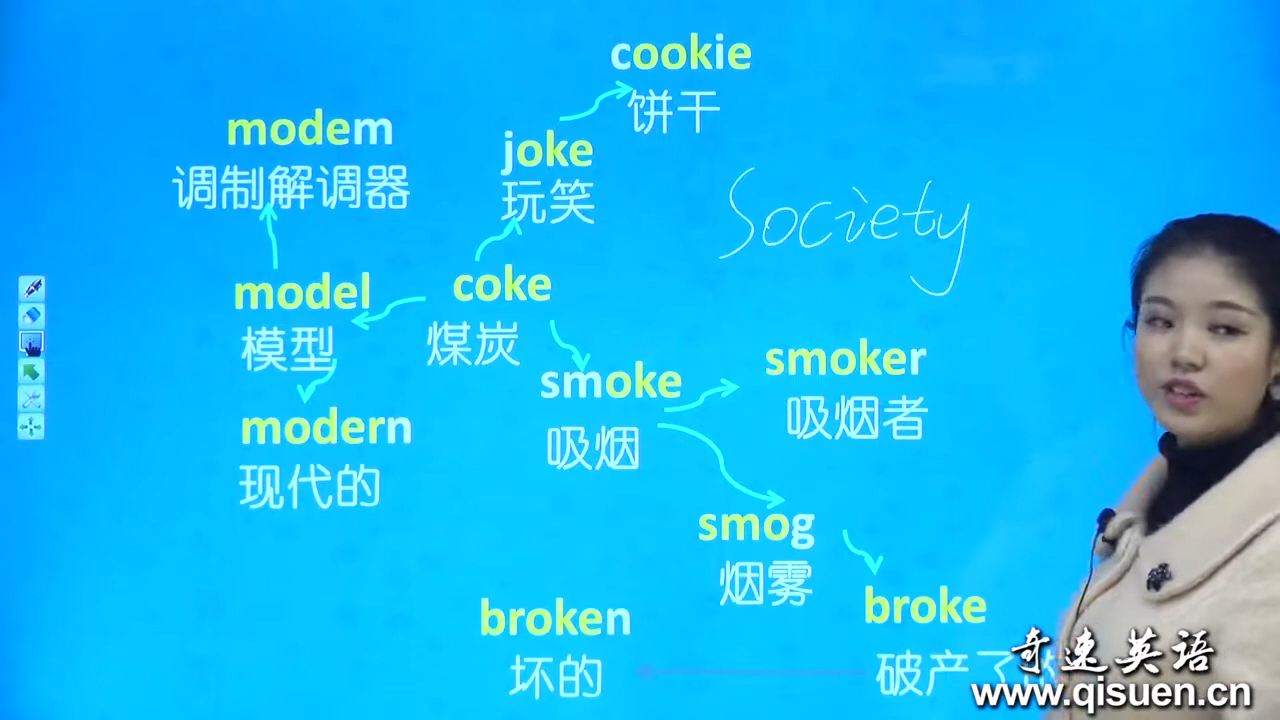 cookie
饼干
modem
调制解调器
joke
玩笑
Society
model
模型
coke
煤炭
smoke
吸烟
smoker
吸烟者
modern
现代的
smog
烟雾
broke
破产了的
broken
坏的
奇速英语
www.qisuen.cn